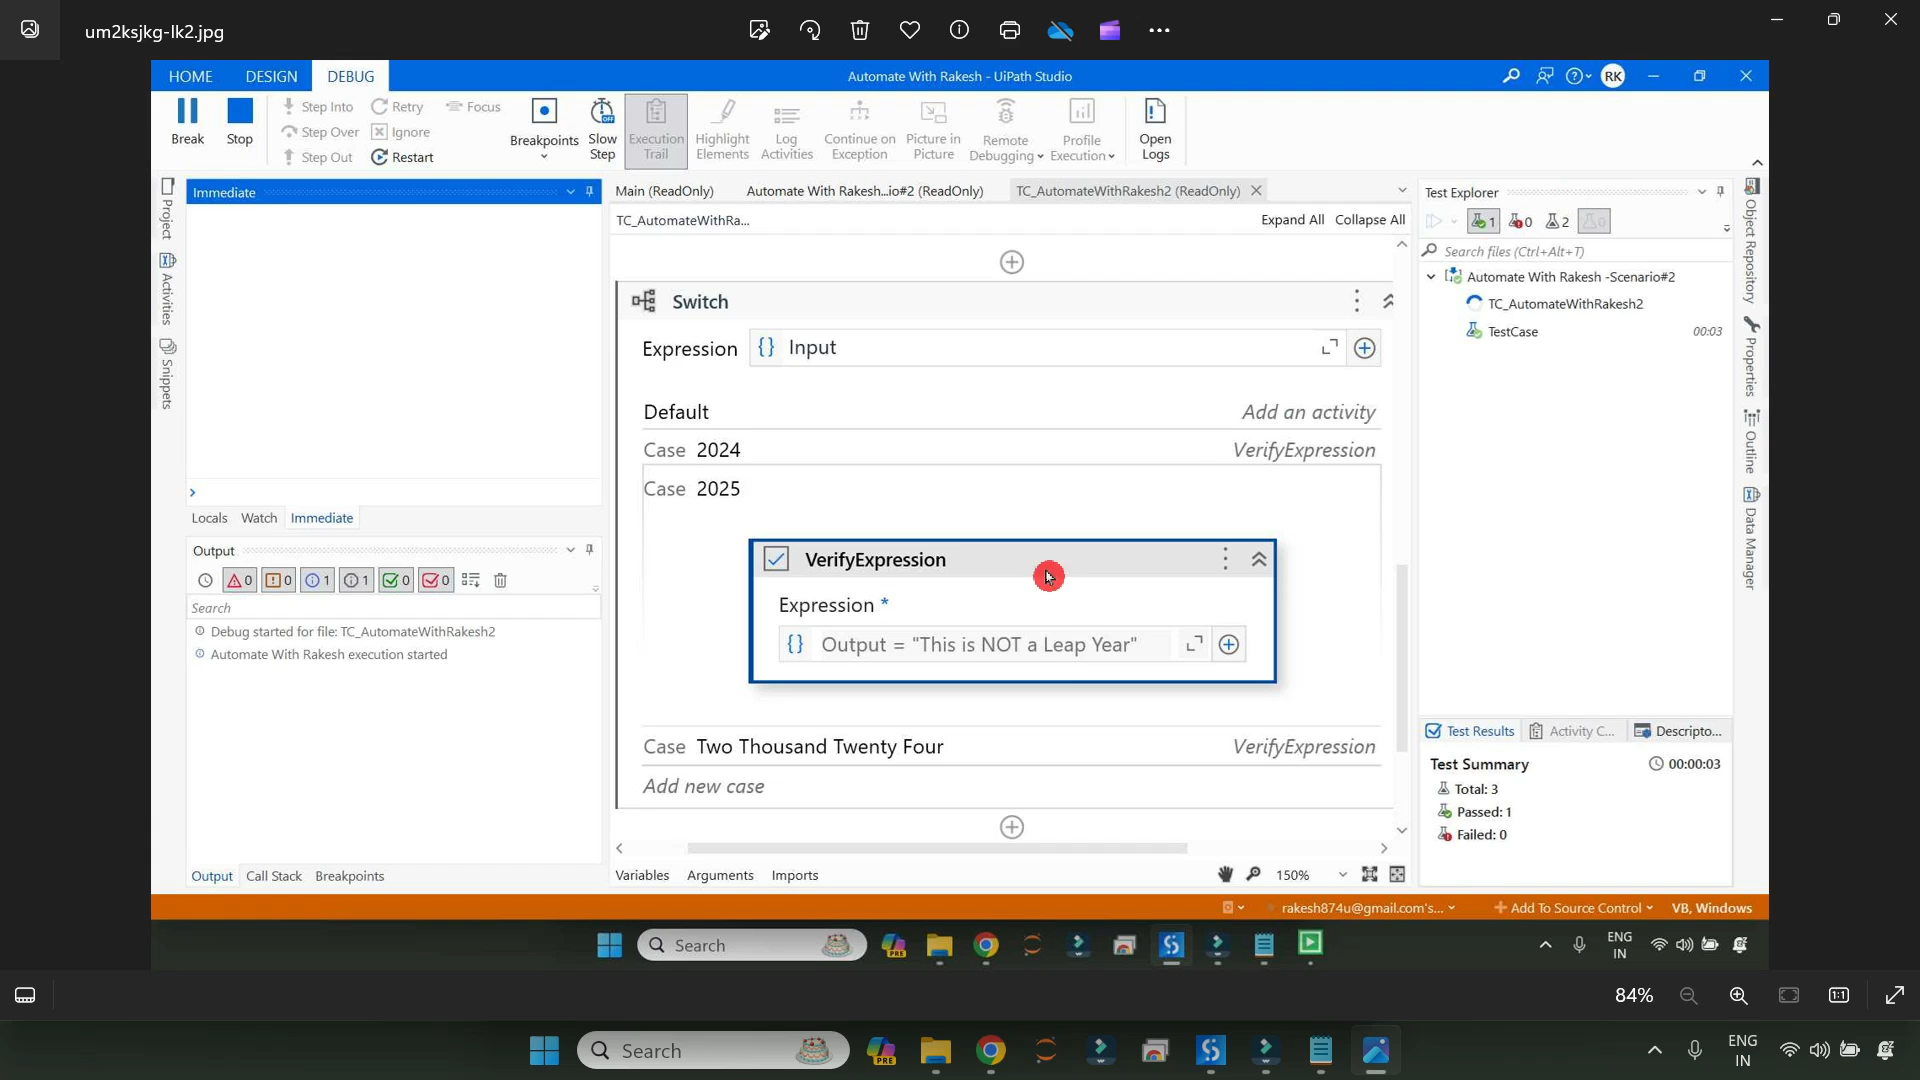 um2ksjkg-lk2.jpg
HOME DESIGN DEBUG
Automate With Rakesh - UiPath Studio
RK
Break
Stop
Step Into
Step Over
Step Out
Retry
Ignore
Restart
Focus
Breakpoints
Slow Step
Execution Trail
Highlight Elements
Log Activities
Continue on Exception
Picture in Picture
Remote Debugging
Profile Execution
Open Logs
Project
Activities
Snippets
Immediate
Locals Watch Immediate
Output
0 0 1 1 0 0
Search
Debug started for file: TC_AutomateWithRakesh2
Automate With Rakesh execution started
Output Call Stack Breakpoints
Main (ReadOnly) Automate With Rakesh...io#2 (ReadOnly) TC_AutomateWithRakesh2 (ReadOnly)
TC_AutomateWithRa... Expand All Collapse All
Switch
Expression {} Input
Default Add an activity
Case 2024 VerifyExpression
Case 2025
VerifyExpression
Expression *
{} Output = "This is NOT a Leap Year"
Case Two Thousand Twenty Four VerifyExpression
Add new case
Variables Arguments Imports 150%
Test Explorer
1 0 2 0
Search files (Ctrl+Alt+T)
Automate With Rakesh -Scenario#2
TC_AutomateWithRakesh2
TestCase 00:03
Test Results Activity C... Descripto...
Test Summary 00:00:03
Total: 3
Passed: 1
Failed: 0
Object Repository
Properties
Outline
Data Manager
rakesh874u@gmail.com's... Add To Source Control VB, Windows
Search PRE ENG IN
84% 1:1
Search PRE ENG IN